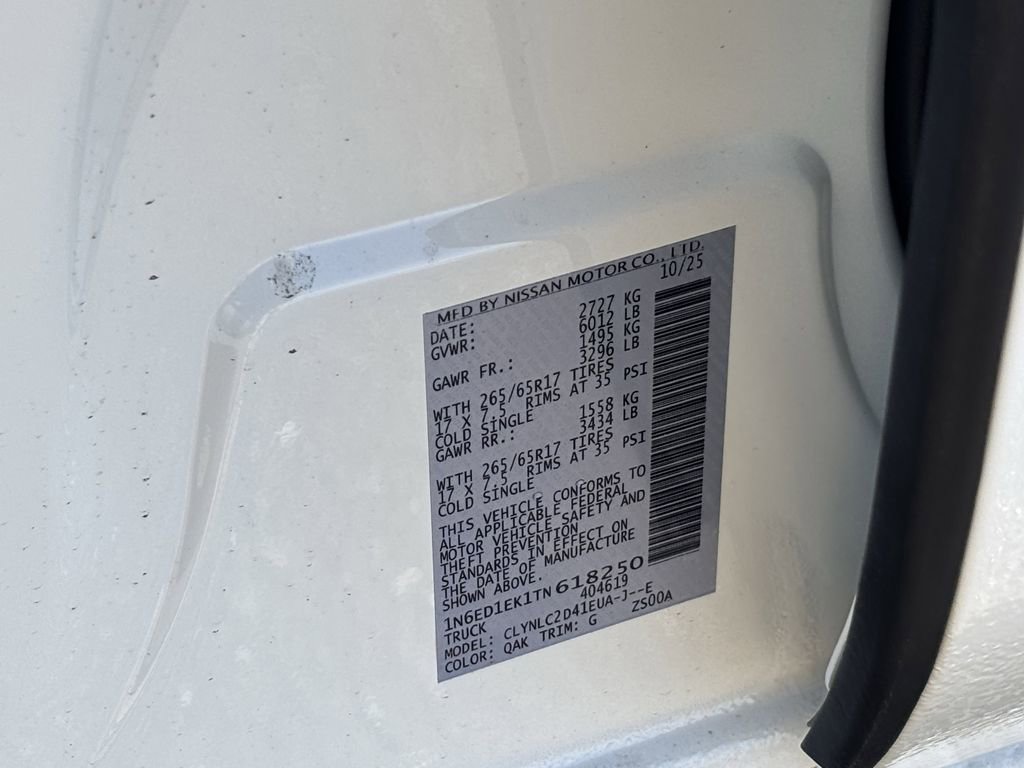 MFD BY NISSAN MOTOR CO., LTD.
DATE: 10/25
GVWR: 2727 KG
6012 LB
GAWR FR.: 1495 KG
3296 LB
WITH 265/65R17 TIRES
17 X 7.5 RIMS AT 35 PSI
COLD SINGLE
GAWR RR.: 1558 KG
3434 LB
WITH 265/65R17 TIRES
17 X 7.5 RIMS AT 35 PSI
COLD SINGLE
THIS VEHICLE CONFORMS TO
ALL APPLICABLE FEDERAL
MOTOR VEHICLE SAFETY AND
THEFT PREVENTION
STANDARDS IN EFFECT ON
THE DATE OF MANUFACTURE
SHOWN ABOVE.
1N6ED1EK1TN618250
TRUCK 404619
MODEL: CLYNLC2D41EUA-J--E
COLOR: QAK TRIM: G ZS00A